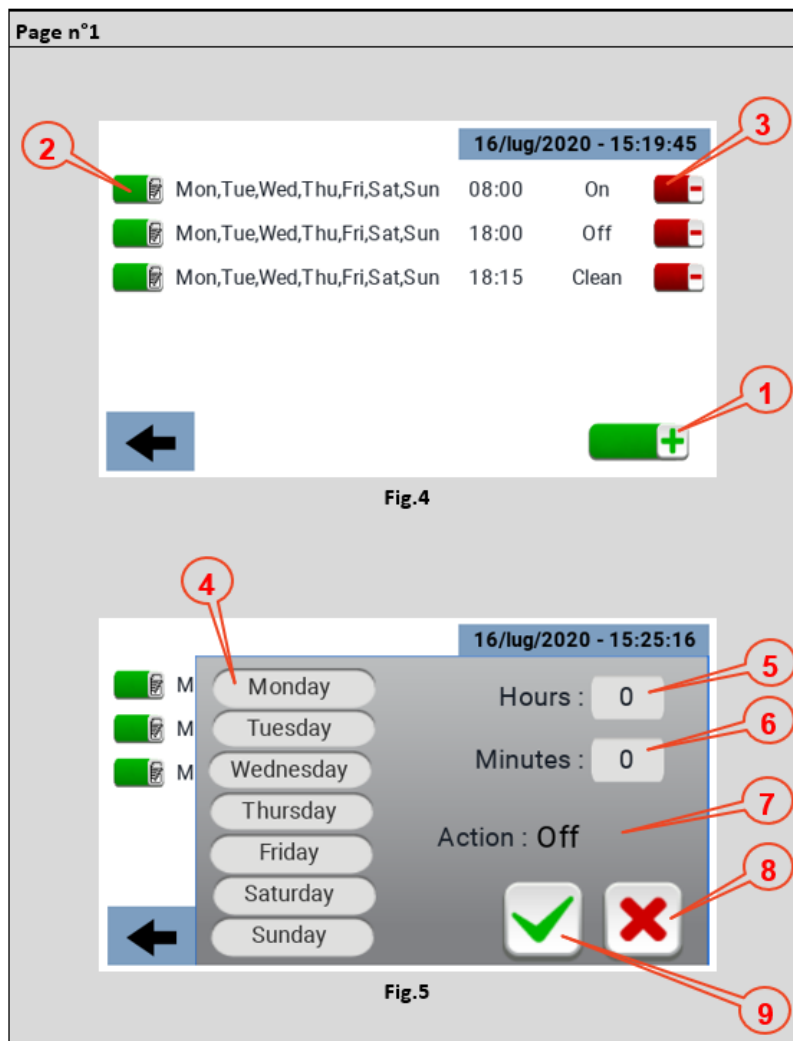 Page n°1
16/lug/2020 - 15:19:45
2
3
Mon,Tue,Wed,Thu,Fri,Sat,Sun 08:00 On
Mon,Tue,Wed,Thu,Fri,Sat,Sun 18:00 Off
Mon,Tue,Wed,Thu,Fri,Sat,Sun 18:15 Clean
1
Fig.4
4
16/lug/2020 - 15:25:16
M
M
M
Monday
Tuesday
Wednesday
Thursday
Friday
Saturday
Sunday
Hours : 0
5
Minutes : 0
6
Action : Off
7
8
9
Fig.5